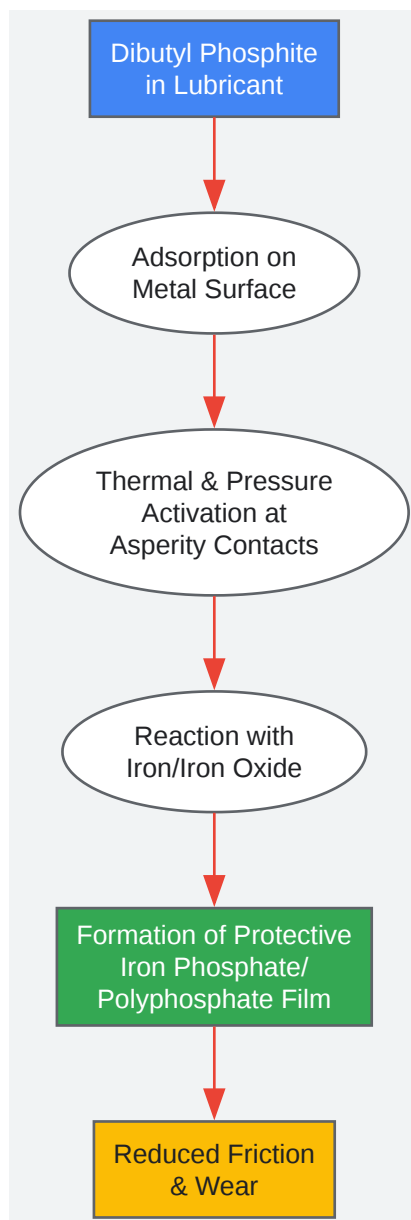 Dibutyl Phosphite
in Lubricant
Adsorption on
Metal Surface
Thermal & Pressure
Activation at
Asperity Contacts
Reaction with
Iron/Iron Oxide
Formation of Protective
Iron Phosphate/
Polyphosphate Film
Reduced Friction
& Wear